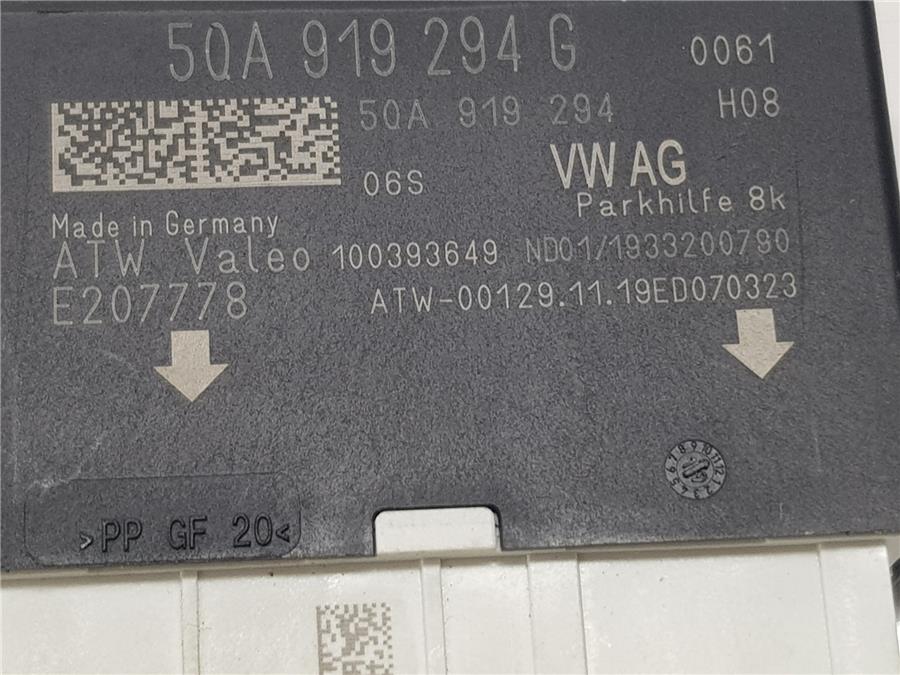 5QA 919 294 G 0061
5QA 919 294 H08
06S VW AG
Parkhilfe 8k
Made in Germany
ATW Valeo 100393649 ND01/1933200790
E207778 ATW-00129.11.19ED070323
>PP GF 20<